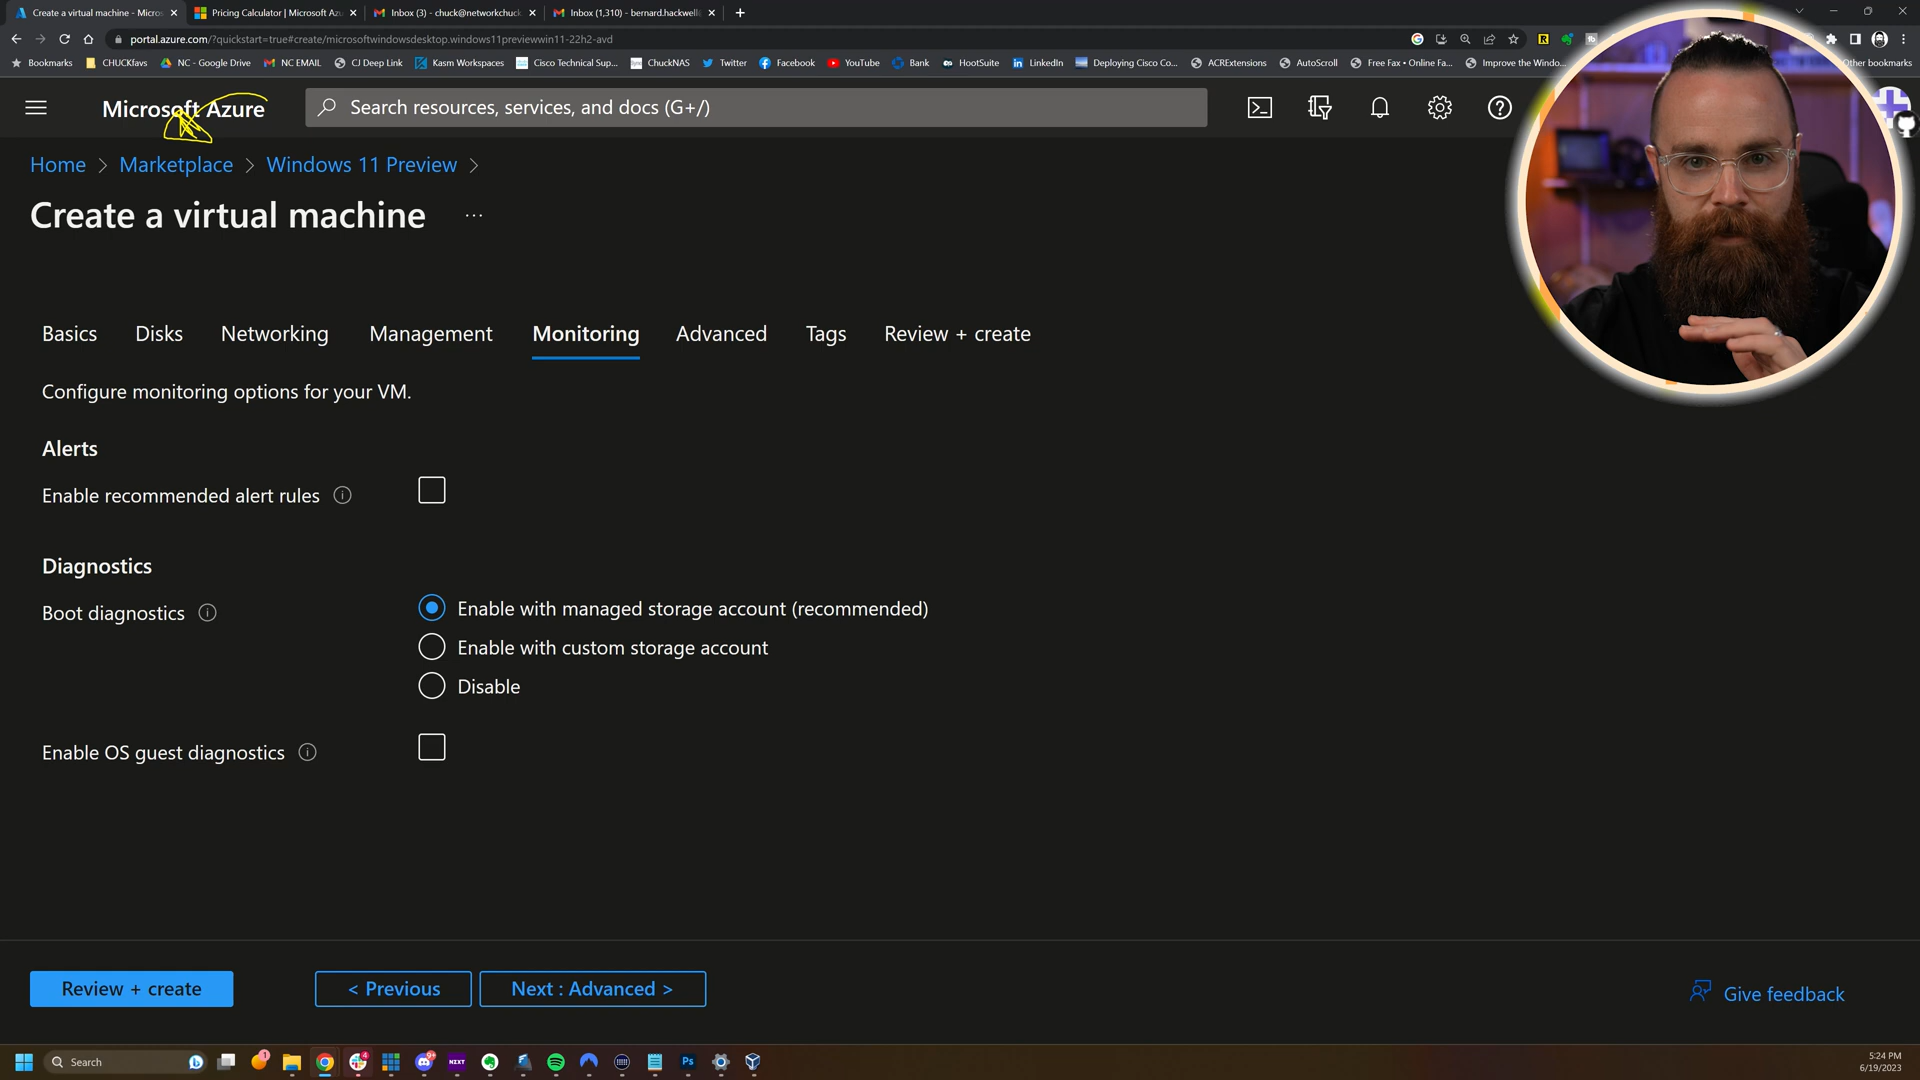 Create a virtual machine - Micros
Pricing Calculator | Microsoft Az
Inbox (3) - chuck@networkchuck
Inbox (1,310) - bernard.hackwell
portal.azure.com/?quickstart=true#create/microsoftwindowsdesktop.windows11previewwin11-22h2-avd
Bookmarks CHUCKfavs NC - Google Drive NC EMAIL CJ Deep Link Kasm Workspaces Cisco Technical Sup... ChuckNAS Twitter Facebook YouTube Bank HootSuite LinkedIn Deploying Cisco Co... ACRExtensions AutoScroll Free Fax • Online Fa... Improve the Windo... Other bookmarks
Microsoft Azure
Search resources, services, and docs (G+/)
Home > Marketplace > Windows 11 Preview >
Create a virtual machine ...
Basics Disks Networking Management Monitoring Advanced Tags Review + create
Configure monitoring options for your VM.
Alerts
Enable recommended alert rules
Diagnostics
Boot diagnostics
Enable with managed storage account (recommended)
Enable with custom storage account
Disable
Enable OS guest diagnostics
Review + create
< Previous
Next : Advanced >
Give feedback
Search
NIXT
Ps
5:24 PM
6/19/2023